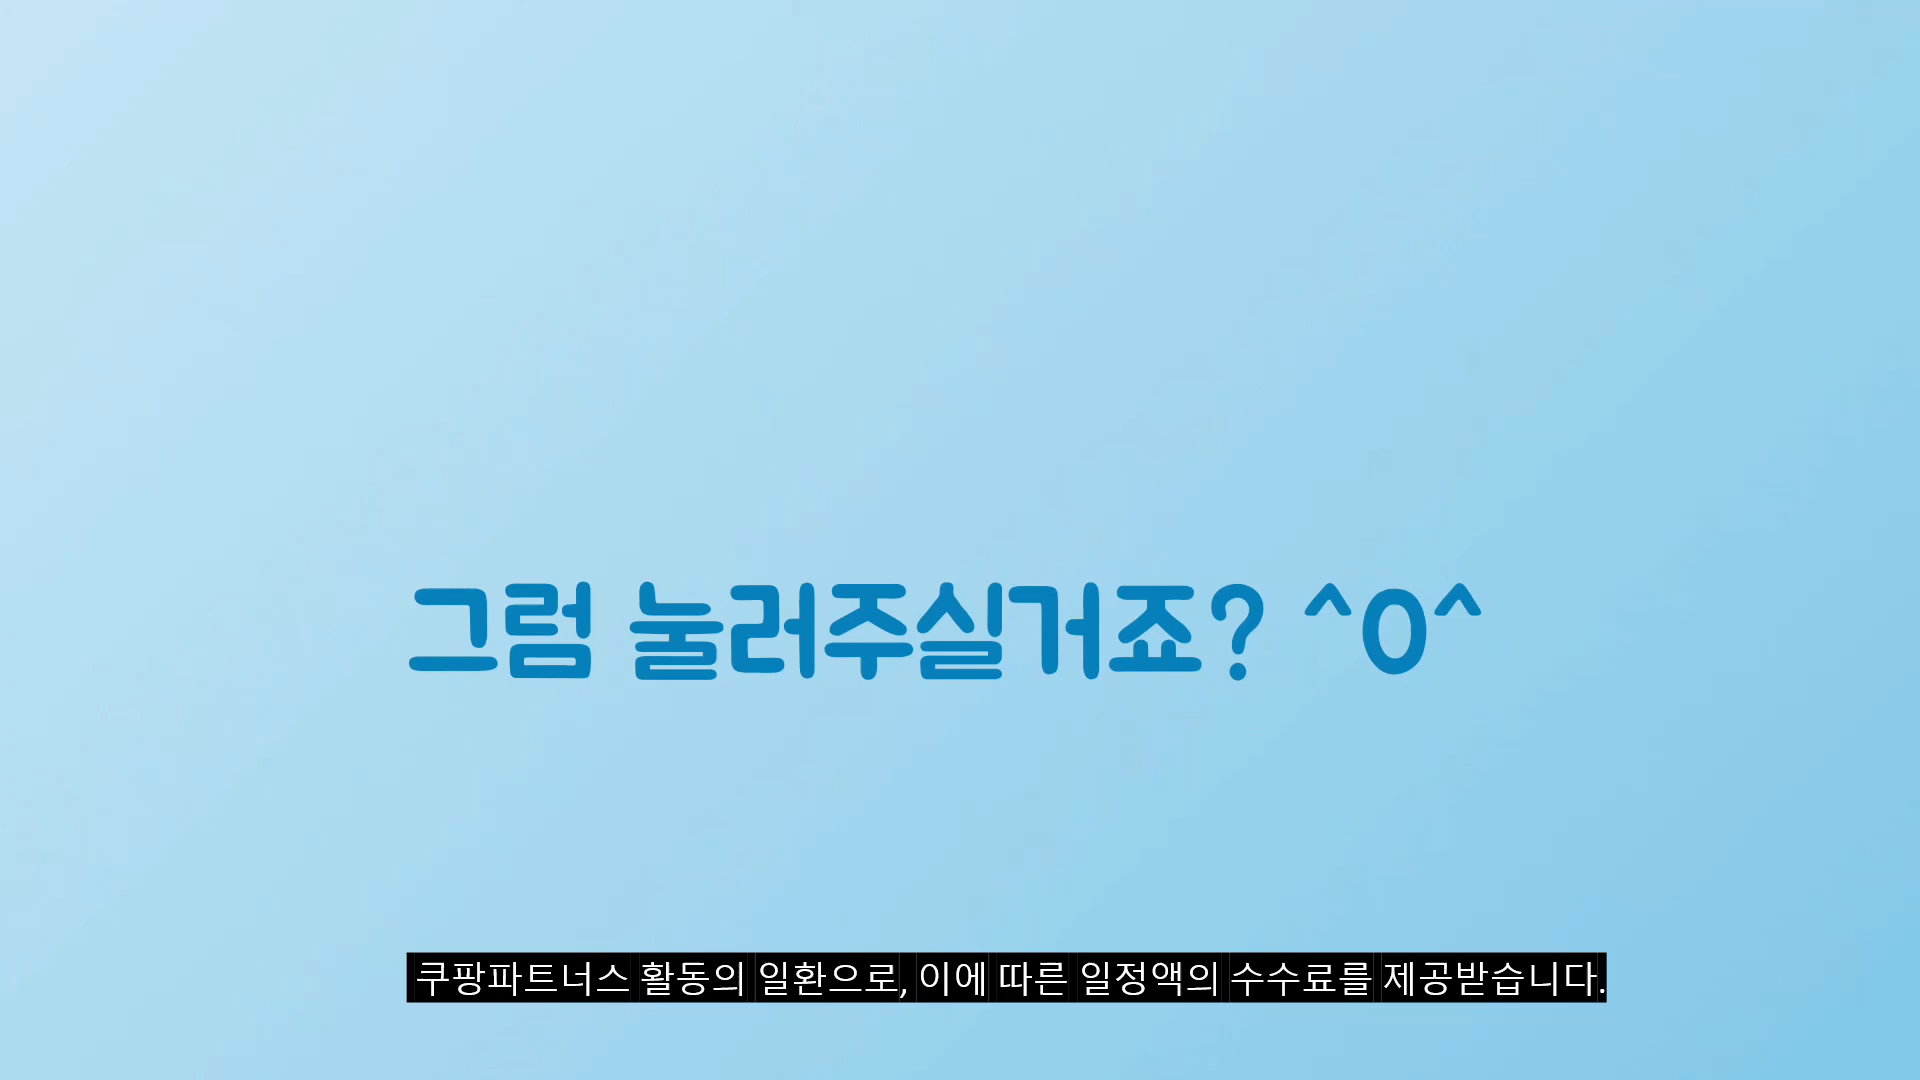 그럼 눌러주실거죠? ^0^
쿠팡파트너스 활동의 일환으로, 이에 따른 일정액의 수수료를 제공받습니다.